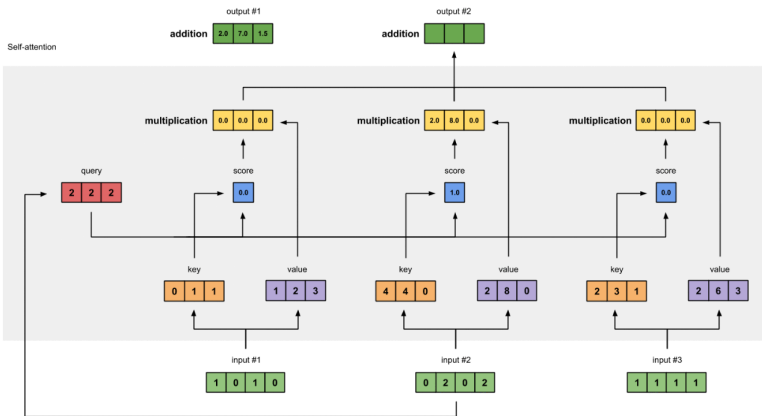 output #1 output #2
addition 2.0 7.0 1.5 addition
Self-attention
multiplication 0.0 0.0 0.0 multiplication 2.0 8.0 0.0 multiplication 0.0 0.0 0.0
query score score score
2 2 2 0.0 1.0 0.0
key value key value key value
0 1 1 1 2 3 4 4 0 2 8 0 2 3 1 2 6 3
input #1 input #2 input #3
1 0 1 0 0 2 0 2 1 1 1 1